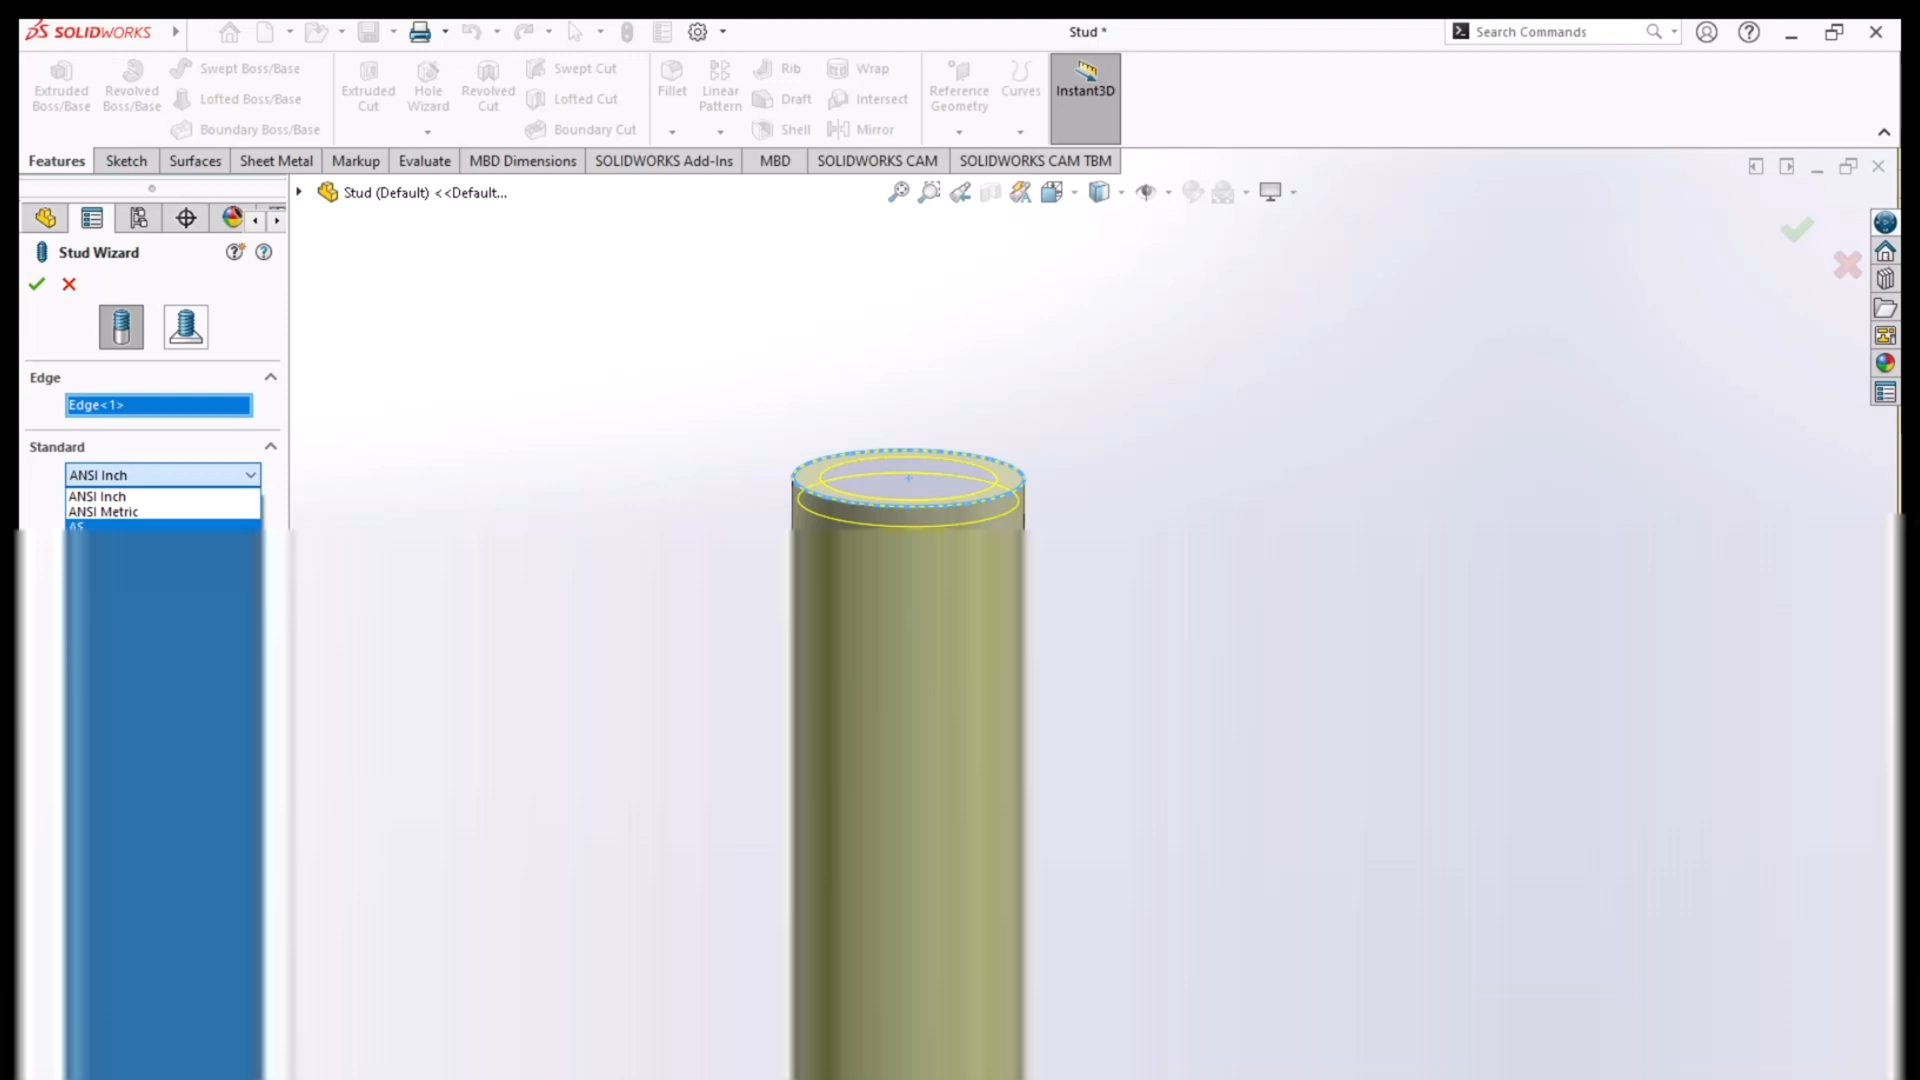 SOLIDWORKS
Stud *
Search Commands
Extruded Boss/Base
Revolved Boss/Base
Swept Boss/Base
Lofted Boss/Base
Boundary Boss/Base
Extruded Cut
Hole Wizard
Revolved Cut
Swept Cut
Lofted Cut
Boundary Cut
Fillet
Linear Pattern
Rib
Draft
Shell
Wrap
Intersect
Mirror
Reference Geometry
Curves
Instant3D
Features
Sketch
Surfaces
Sheet Metal
Markup
Evaluate
MBD Dimensions
SOLIDWORKS Add-Ins
MBD
SOLIDWORKS CAM
SOLIDWORKS CAM TBM
Stud (Default) <<Default...
Stud Wizard
Edge
Edge<1>
Standard
ANSI Inch
ANSI Inch
ANSI Metric
AS